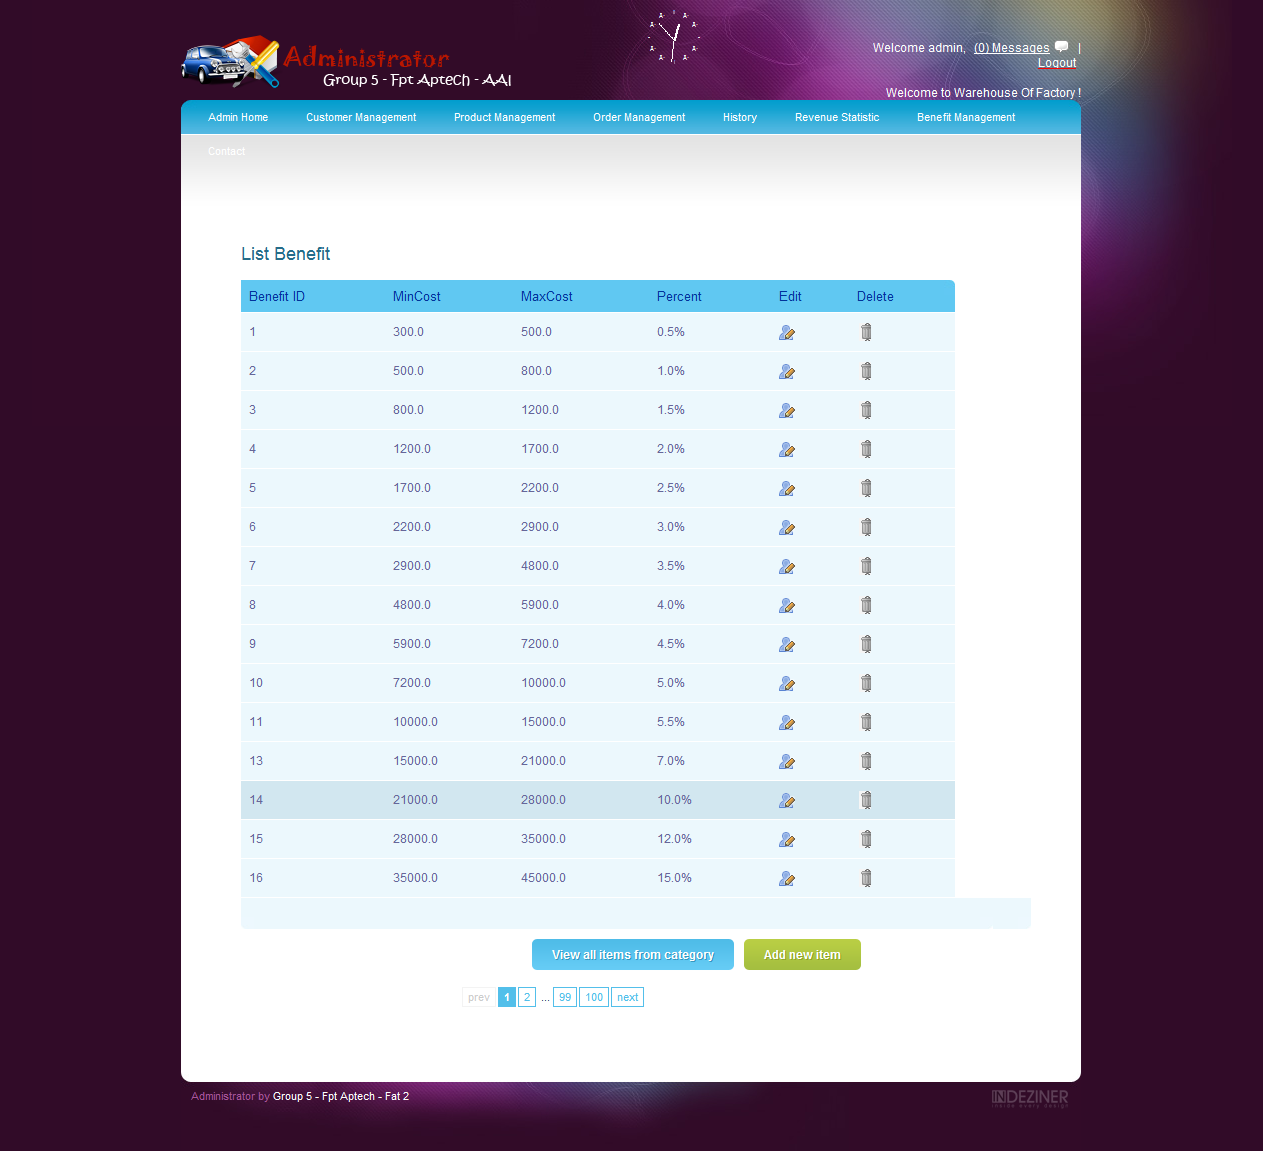 Administrator
Group 5 - Fpt Aptech - AAI
Welcome admin, (0) Messages |
Logout
Welcome to Warehouse Of Factory !
Admin Home Customer Management Product Management Order Management History Revenue Statistic Benefit Management
Contact
List Benefit
Benefit ID MinCost MaxCost Percent Edit Delete
1 300.0 500.0 0.5%
2 500.0 800.0 1.0%
3 800.0 1200.0 1.5%
4 1200.0 1700.0 2.0%
5 1700.0 2200.0 2.5%
6 2200.0 2900.0 3.0%
7 2900.0 4800.0 3.5%
8 4800.0 5900.0 4.0%
9 5900.0 7200.0 4.5%
10 7200.0 10000.0 5.0%
11 10000.0 15000.0 5.5%
13 15000.0 21000.0 7.0%
14 21000.0 28000.0 10.0%
15 28000.0 35000.0 12.0%
16 35000.0 45000.0 15.0%
View all items from category Add new item
prev 1 2 ... 99 100 next
Administrator by Group 5 - Fpt Aptech - Fat 2
INDEZINER